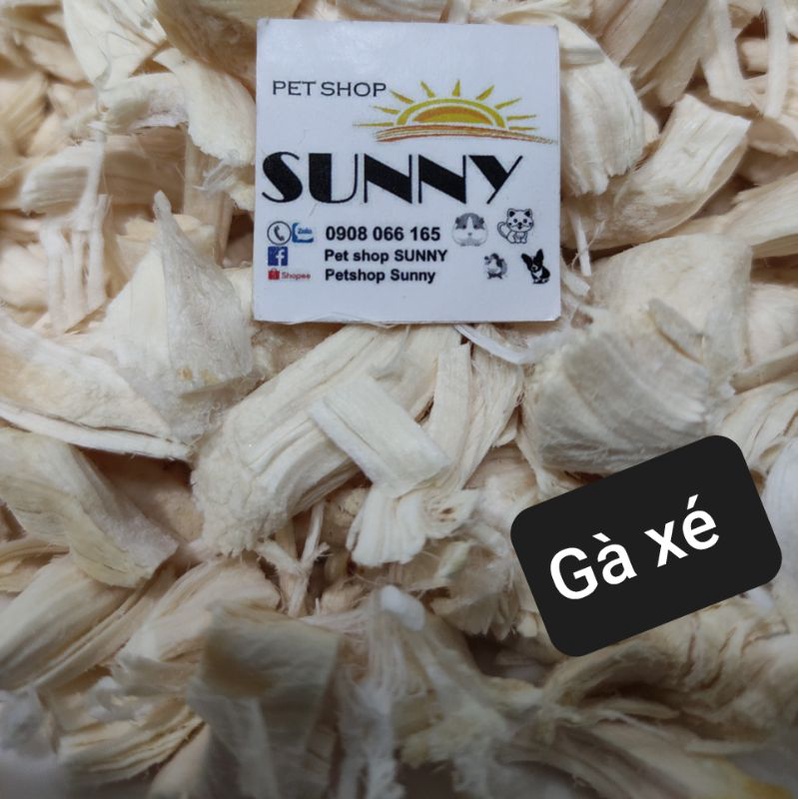 PET SHOP
SUNNY
Zalo 0908 066 165
Pet shop SUNNY
Shopee Petshop Sunny
Gà xé